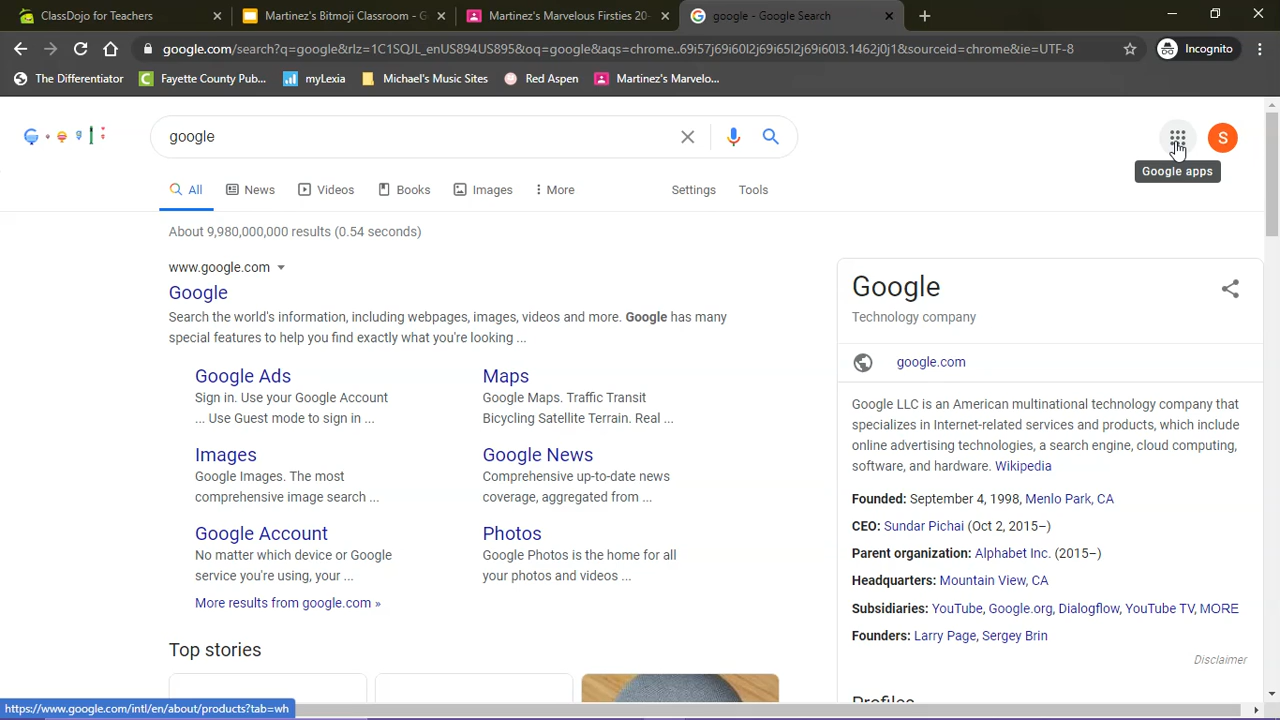 ClassDojo for Teachers
Martinez's Bitmoji Classroom - G
Martinez's Marvelous Firsties 20-
google - Google Search
google.com/search?q=google&rlz=1C1SQJL_enUS894US895&oq=google&aqs=chrome..69i57j69i60l2j69i65l2j69i60l3.1462j0j1&sourceid=chrome&ie=UTF-8
Incognito
The Differentiator
Fayette County Pub...
myLexia
Michael's Music Sites
Red Aspen
Martinez's Marvelo...
google
S
Google apps
All
News
Videos
Books
Images
More
Settings
Tools
About 9,980,000,000 results (0.54 seconds)
www.google.com
Google
Search the world's information, including webpages, images, videos and more. Google has many
special features to help you find exactly what you're looking ...
Google Ads
Sign in. Use your Google Account
... Use Guest mode to sign in ...
Maps
Google Maps. Traffic Transit
Bicycling Satellite Terrain. Real ...
Images
Google Images. The most
comprehensive image search ...
Google News
Comprehensive up-to-date news
coverage, aggregated from ...
Google Account
No matter which device or Google
service you're using, your ...
Photos
Google Photos is the home for all
your photos and videos ...
More results from google.com »
Top stories
Google
Technology company
google.com
Google LLC is an American multinational technology company that
specializes in Internet-related services and products, which include
online advertising technologies, a search engine, cloud computing,
software, and hardware. Wikipedia
Founded: September 4, 1998, Menlo Park, CA
CEO: Sundar Pichai (Oct 2, 2015–)
Parent organization: Alphabet Inc. (2015–)
Headquarters: Mountain View, CA
Subsidiaries: YouTube, Google.org, Dialogflow, YouTube TV, MORE
Founders: Larry Page, Sergey Brin
Disclaimer
Profiles
https://www.google.com/intl/en/about/products?tab=wh